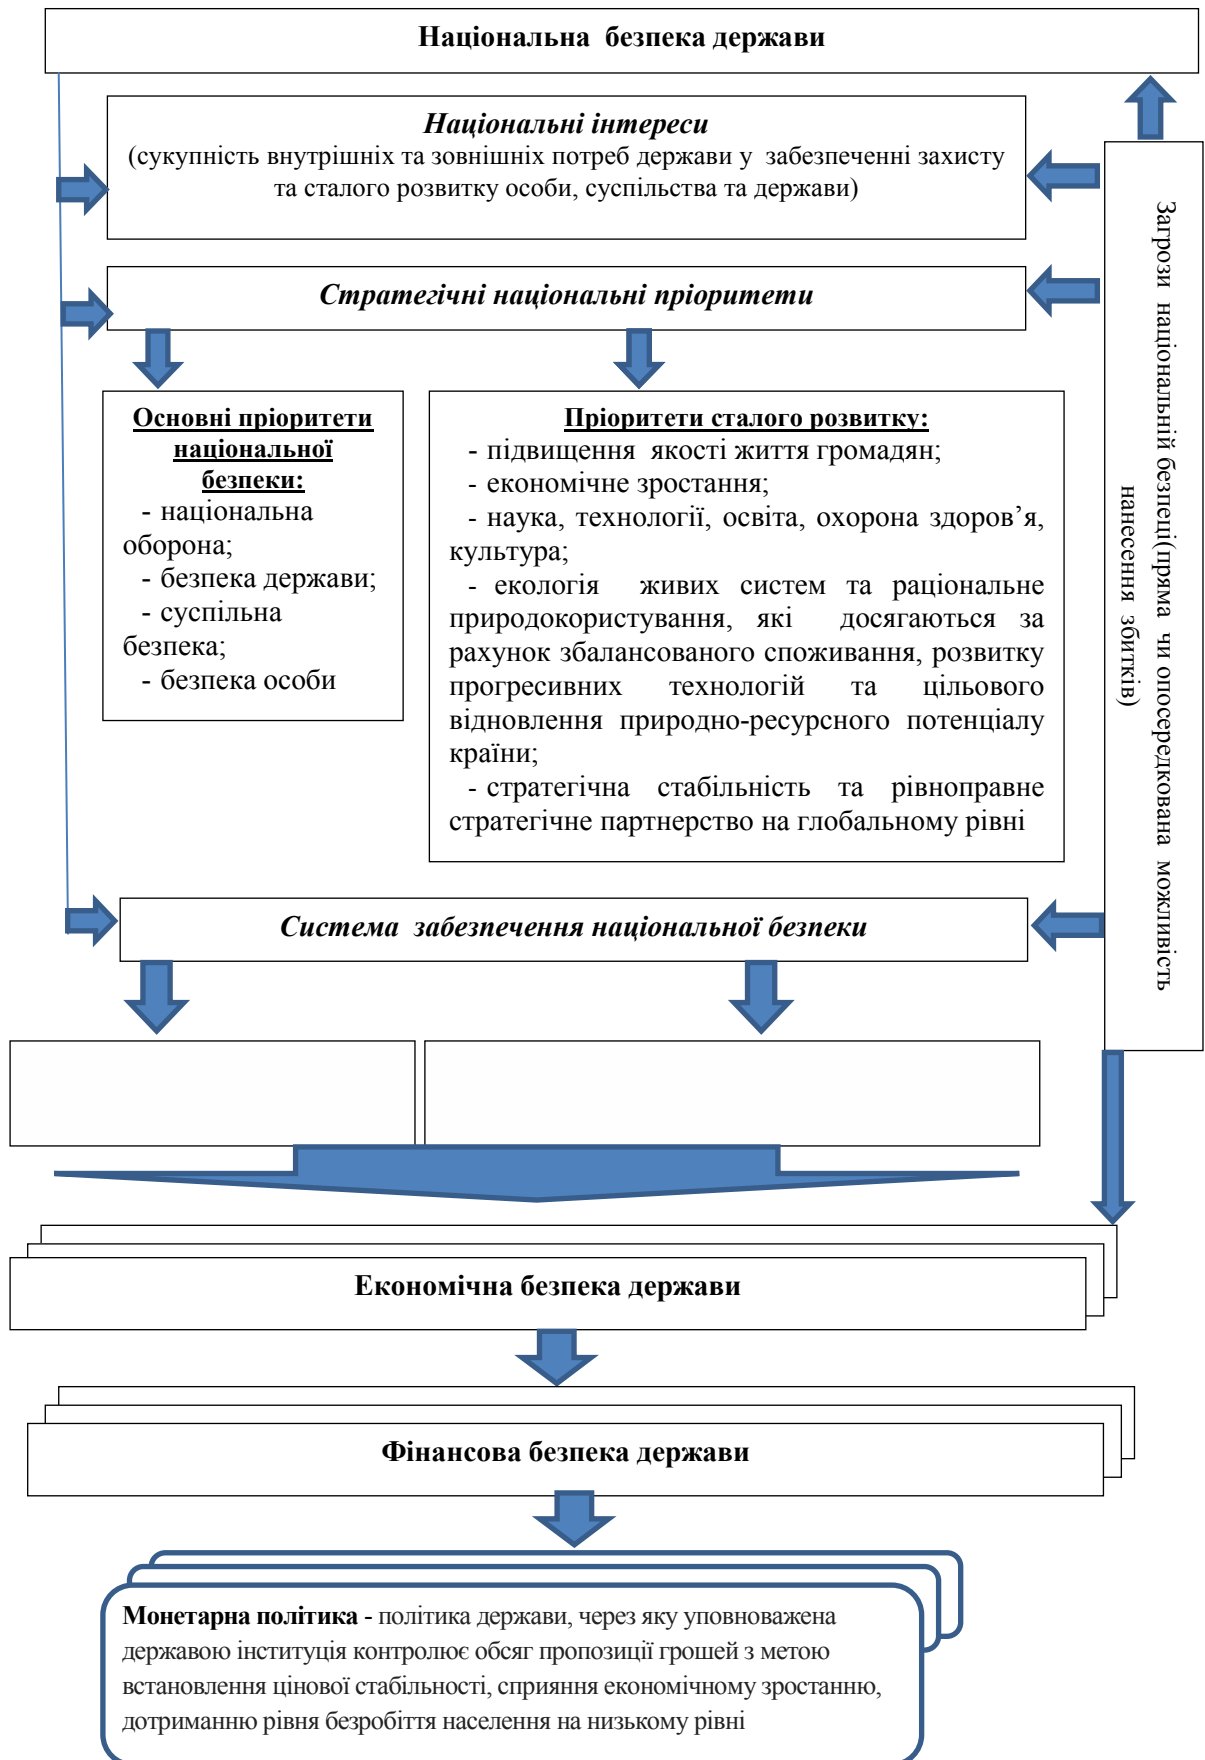 Національна безпека держави
Національні інтереси
(сукупність внутрішніх та зовнішніх потреб держави у забезпеченні захисту
та сталого розвитку особи, суспільства та держави)
Стратегічні національні пріоритети
Основні пріоритети
національної
безпеки:
- національна
оборона;
- безпека держави;
- суспільна
безпека;
- безпека особи
Пріоритети сталого розвитку:
- підвищення якості життя громадян;
- економічне зростання;
- наука, технології, освіта, охорона здоров’я,
культура;
- екологія живих систем та раціональне
природокористування, які досягаються за
рахунок збалансованого споживання, розвитку
прогресивних технологій та цільового
відновлення природно-ресурсного потенціалу
країни;
- стратегічна стабільність та рівноправне
стратегічне партнерство на глобальному рівні
Загрози національній безпеці(пряма чи опосередкована можливість
нанесення збитків)
Система забезпечення національної безпеки
Економічна безпека держави
Фінансова безпека держави
Монетарна політика - політика держави, через яку уповноважена
державою інституція контролює обсяг пропозиції грошей з метою
встановлення цінової стабільності, сприяння економічному зростанню,
дотриманню рівня безробіття населення на низькому рівні